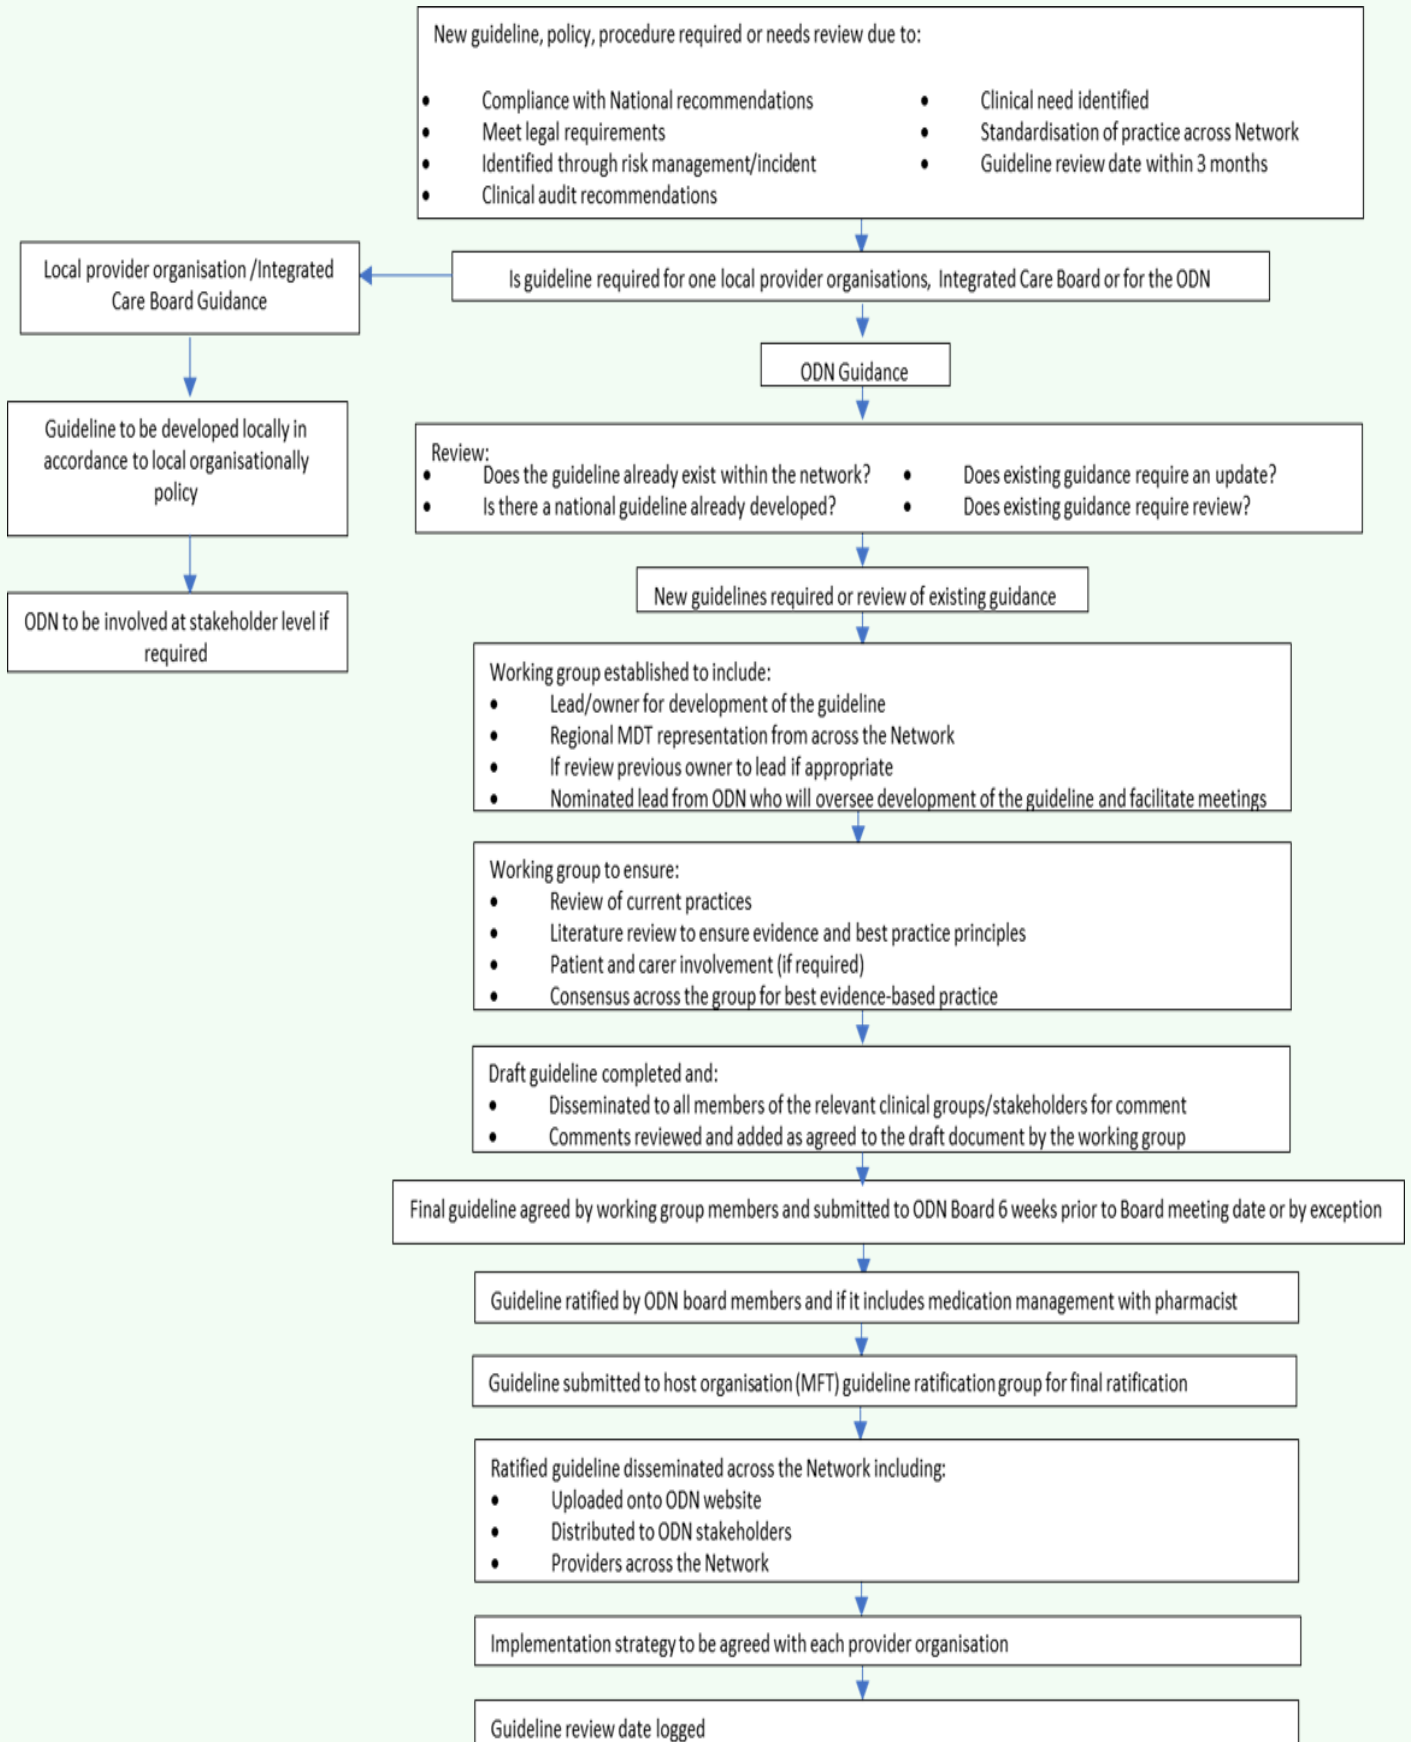 New guideline, policy, procedure required or needs review due to:
• Compliance with National recommendations
• Meet legal requirements
• Identified through risk management/incident
• Clinical audit recommendations
• Clinical need identified
• Standardisation of practice across Network
• Guideline review date within 3 months
Is guideline required for one local provider organisations, Integrated Care Board or for the ODN
Local provider organisation /Integrated
Care Board Guidance
Guideline to be developed locally in
accordance to local organisationally
policy
ODN to be involved at stakeholder level if
required
ODN Guidance
Review:
• Does the guideline already exist within the network?
• Is there a national guideline already developed?
• Does existing guidance require an update?
• Does existing guidance require review?
New guidelines required or review of existing guidance
Working group established to include:
• Lead/owner for development of the guideline
• Regional MDT representation from across the Network
• If review previous owner to lead if appropriate
• Nominated lead from ODN who will oversee development of the guideline and facilitate meetings
Working group to ensure:
• Review of current practices
• Literature review to ensure evidence and best practice principles
• Patient and carer involvement (if required)
• Consensus across the group for best evidence-based practice
Draft guideline completed and:
• Disseminated to all members of the relevant clinical groups/stakeholders for comment
• Comments reviewed and added as agreed to the draft document by the working group
Final guideline agreed by working group members and submitted to ODN Board 6 weeks prior to Board meeting date or by exception
Guideline ratified by ODN board members and if it includes medication management with pharmacist
Guideline submitted to host organisation (MFT) guideline ratification group for final ratification
Ratified guideline disseminated across the Network including:
• Uploaded onto ODN website
• Distributed to ODN stakeholders
• Providers across the Network
Implementation strategy to be agreed with each provider organisation
Guideline review date logged